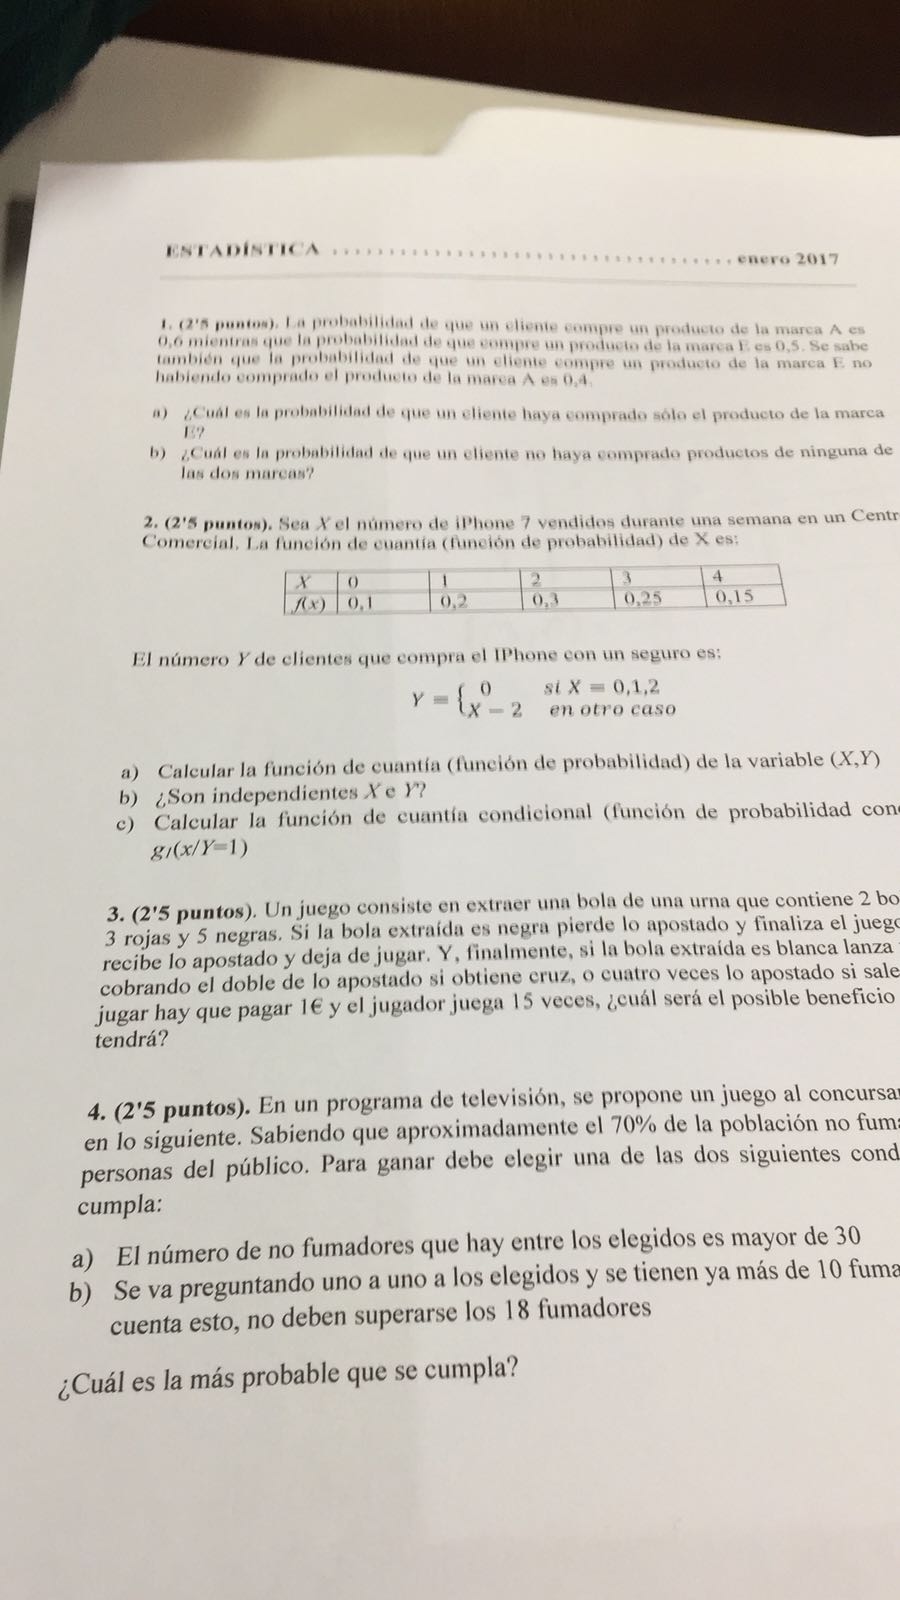 ESTADÍSTICA ........................................ enero 2017
1. (2'5 puntos). La probabilidad de que un cliente compre un producto de la marca A es
0,6 mientras que la probabilidad de que compre un producto de la marca E es 0,5. Se sabe
también que la probabilidad de que un cliente compre un producto de la marca E no
habiendo comprado el producto de la marca A es 0,4.
a) ¿Cuál es la probabilidad de que un cliente haya comprado sólo el producto de la marca
E?
b) ¿Cuál es la probabilidad de que un cliente no haya comprado productos de ninguna de
las dos marcas?
2. (2'5 puntos). Sea X el número de iPhone 7 vendidos durante una semana en un Centr
Comercial. La función de cuantía (función de probabilidad) de X es:
X 0 1 2 3 4
f(x) 0,1 0,2 0,3 0,25 0,15
El número Y de clientes que compra el IPhone con un seguro es:
Y = { 0 si X = 0,1,2
X − 2 en otro caso
a) Calcular la función de cuantía (función de probabilidad) de la variable (X,Y)
b) ¿Son independientes X e Y?
c) Calcular la función de cuantía condicional (función de probabilidad con
g1(x/Y=1)
3. (2'5 puntos). Un juego consiste en extraer una bola de una urna que contiene 2 bo
3 rojas y 5 negras. Si la bola extraída es negra pierde lo apostado y finaliza el juego
recibe lo apostado y deja de jugar. Y, finalmente, si la bola extraída es blanca lanza
cobrando el doble de lo apostado si obtiene cruz, o cuatro veces lo apostado si sale
jugar hay que pagar 1€ y el jugador juega 15 veces, ¿cuál será el posible beneficio
tendrá?
4. (2'5 puntos). En un programa de televisión, se propone un juego al concursa
en lo siguiente. Sabiendo que aproximadamente el 70% de la población no fum
personas del público. Para ganar debe elegir una de las dos siguientes cond
cumpla:
a) El número de no fumadores que hay entre los elegidos es mayor de 30
b) Se va preguntando uno a uno a los elegidos y se tienen ya más de 10 fuma
cuenta esto, no deben superarse los 18 fumadores
¿Cuál es la más probable que se cumpla?